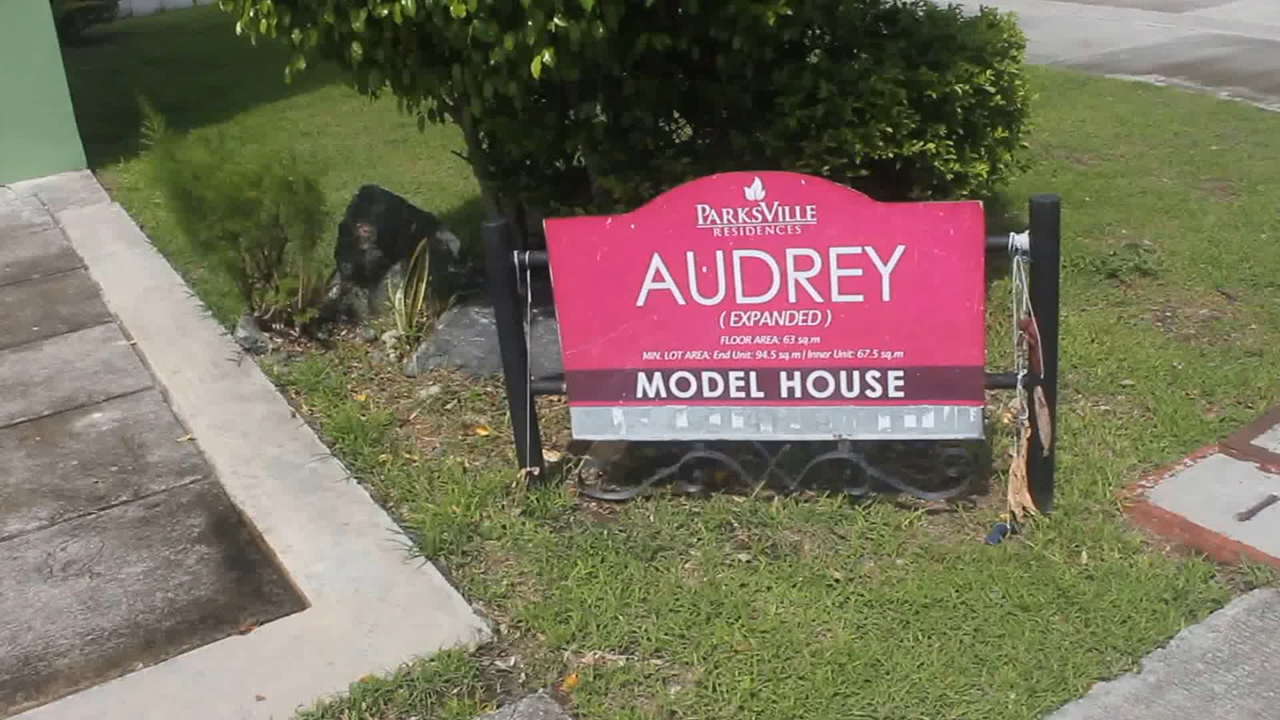 PARKSVILLE
RESIDENCES
AUDREY
( EXPANDED )
FLOOR AREA: 63 sq.m
MIN. LOT AREA: End Unit: 94.5 sq.m | Inner Unit: 67.5 sq.m
MODEL HOUSE